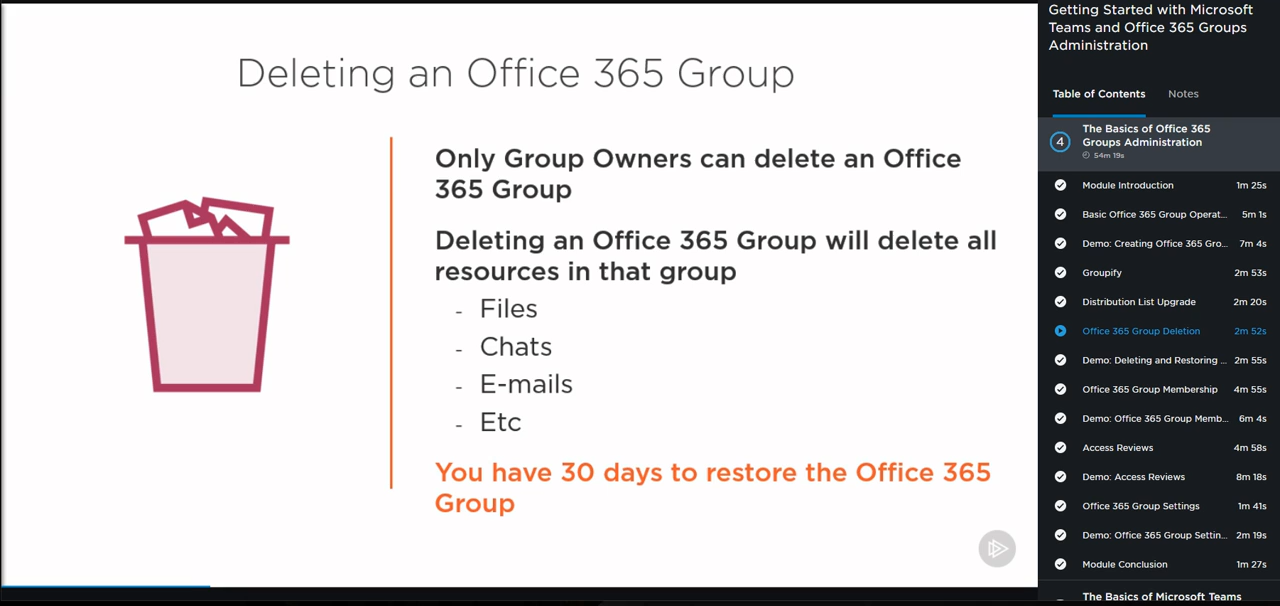 Deleting an Office 365 Group
Only Group Owners can delete an Office
365 Group
Deleting an Office 365 Group will delete all
resources in that group
- Files
- Chats
- E-mails
- Etc
You have 30 days to restore the Office 365
Group
Getting Started with Microsoft
Teams and Office 365 Groups
Administration
Table of Contents Notes
4
The Basics of Office 365
Groups Administration
54m 19s
Module Introduction 1m 25s
Basic Office 365 Group Operat... 5m 1s
Demo: Creating Office 365 Gro... 7m 4s
Groupify 2m 53s
Distribution List Upgrade 2m 20s
Office 365 Group Deletion 2m 52s
Demo: Deleting and Restoring ... 2m 55s
Office 365 Group Membership 4m 55s
Demo: Office 365 Group Memb... 6m 4s
Access Reviews 4m 58s
Demo: Access Reviews 8m 18s
Office 365 Group Settings 1m 41s
Demo: Office 365 Group Settin... 2m 19s
Module Conclusion 1m 27s
The Basics of Microsoft Teams